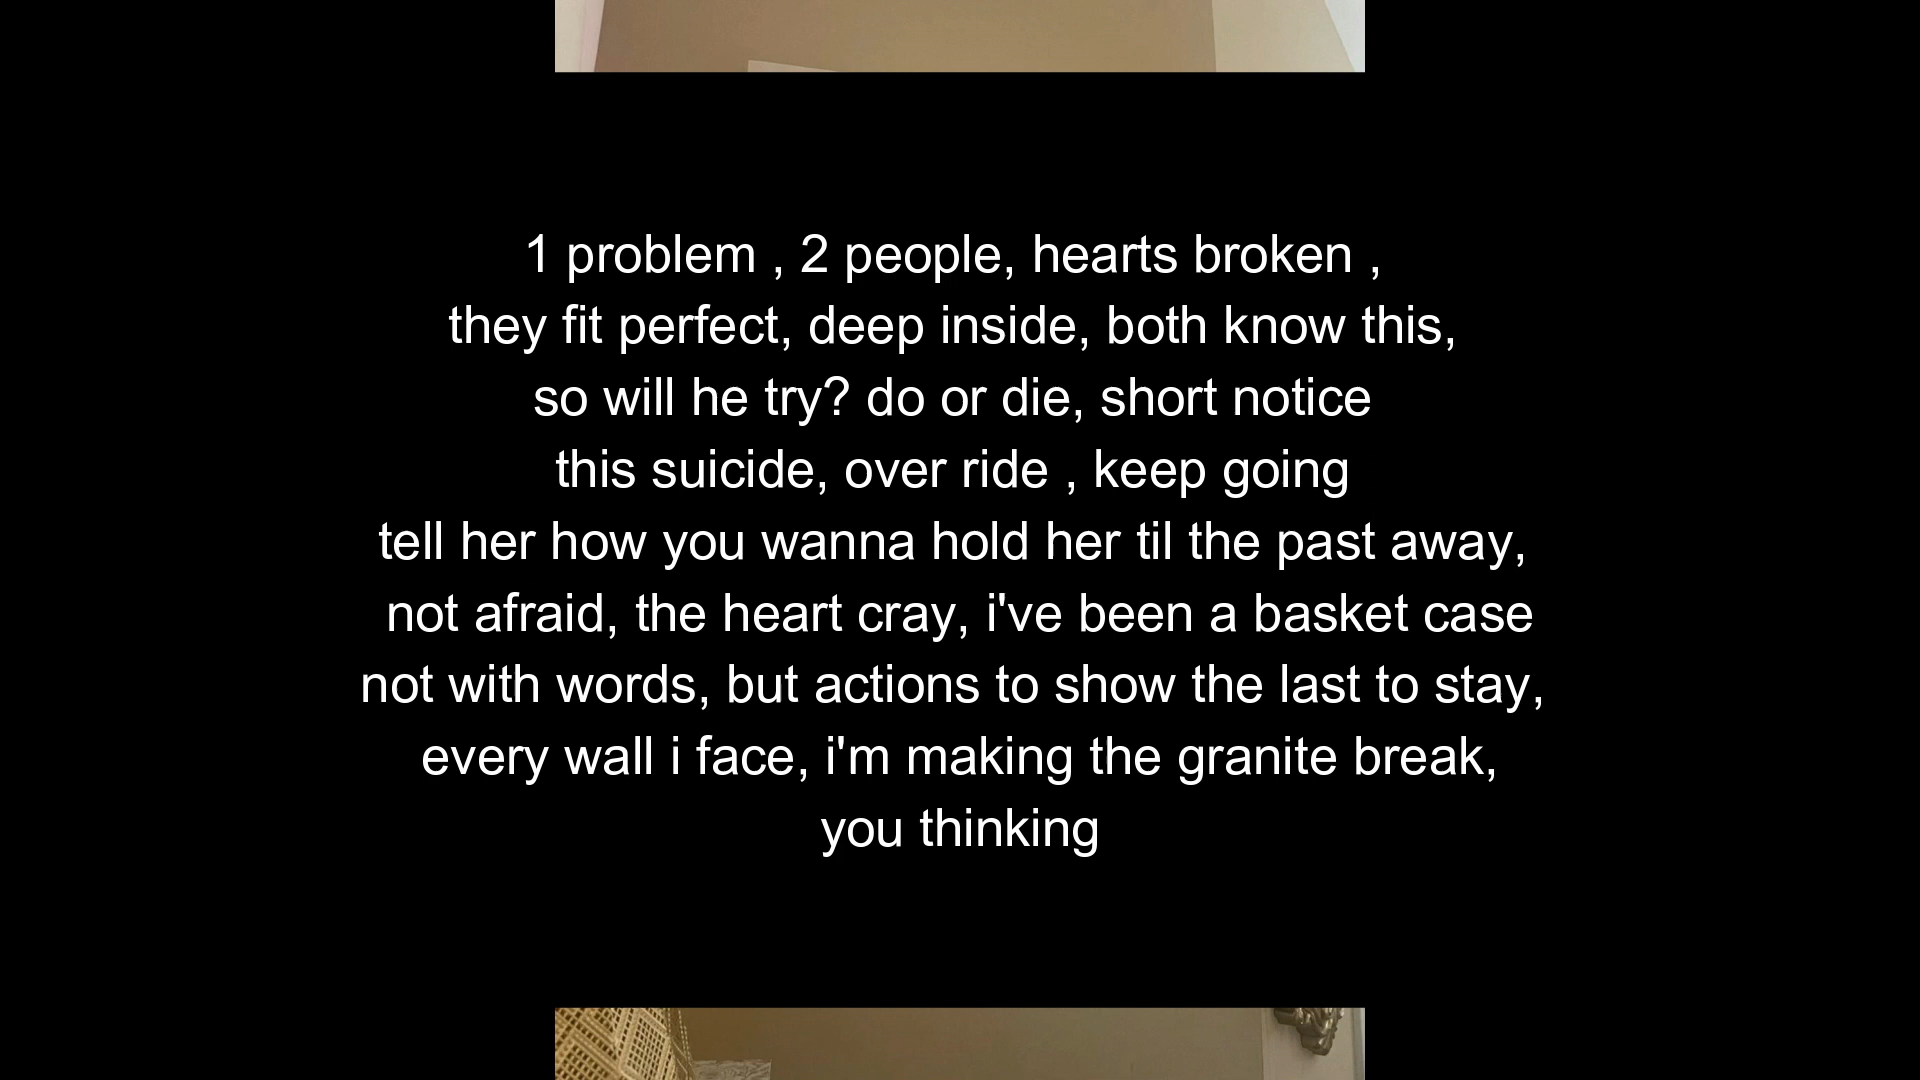 1 problem , 2 people, hearts broken ,
they fit perfect, deep inside, both know this,
so will he try? do or die, short notice
this suicide, over ride , keep going
tell her how you wanna hold her til the past away,
not afraid, the heart cray, i've been a basket case
not with words, but actions to show the last to stay,
every wall i face, i'm making the granite break,
you thinking